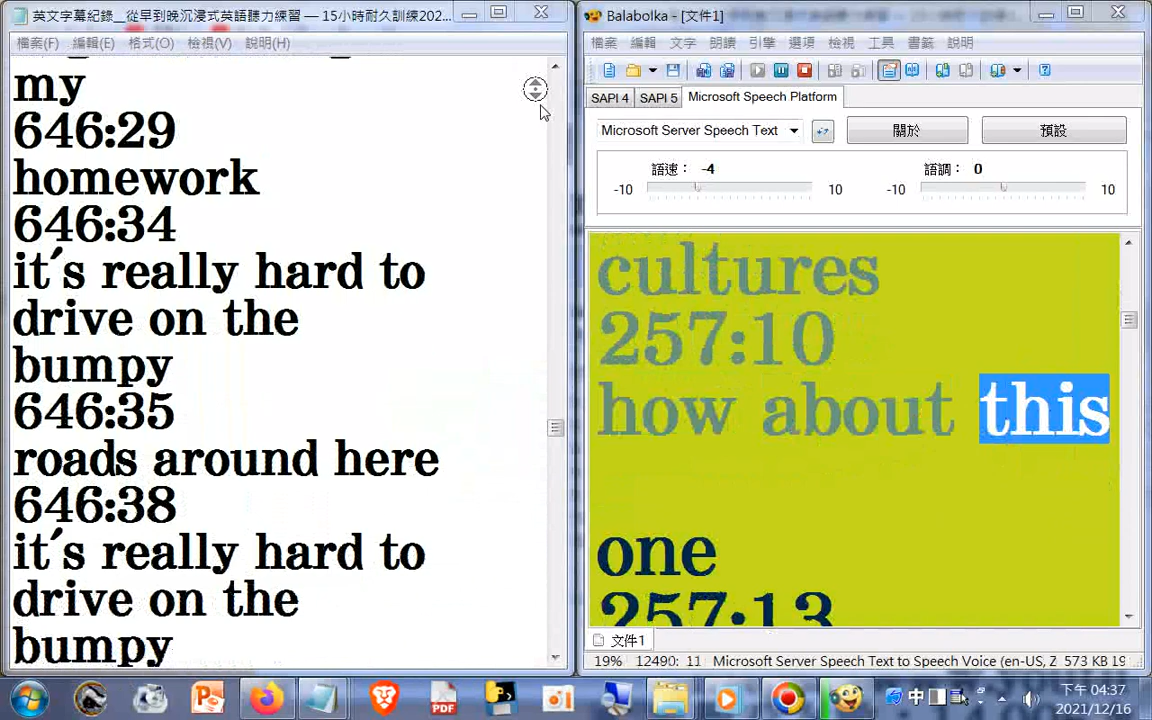 英文字幕紀錄__從早到晚沉浸式英語聽力練習 — 15小時耐久訓練202...
檔案(F) 編輯(E) 格式(O) 檢視(V) 說明(H)
my
646:29
homework
646:34
it's really hard to
drive on the
bumpy
646:35
roads around here
646:38
it's really hard to
drive on the
bumpy
Balabolka - [文件1]
檔案 編輯 文字 朗讀 引擎 選項 檢視 工具 書籤 說明
SAPI 4 SAPI 5 Microsoft Speech Platform
Microsoft Server Speech Text 關於 預設
語速： -4 語調： 0
-10 10 -10 10
cultures
257:10
how about this
one
257:13
文件1
19% 12490: 11 Microsoft Server Speech Text to Speech Voice (en-US, Z 573 KB 19
中 下午 04:37
2021/12/16